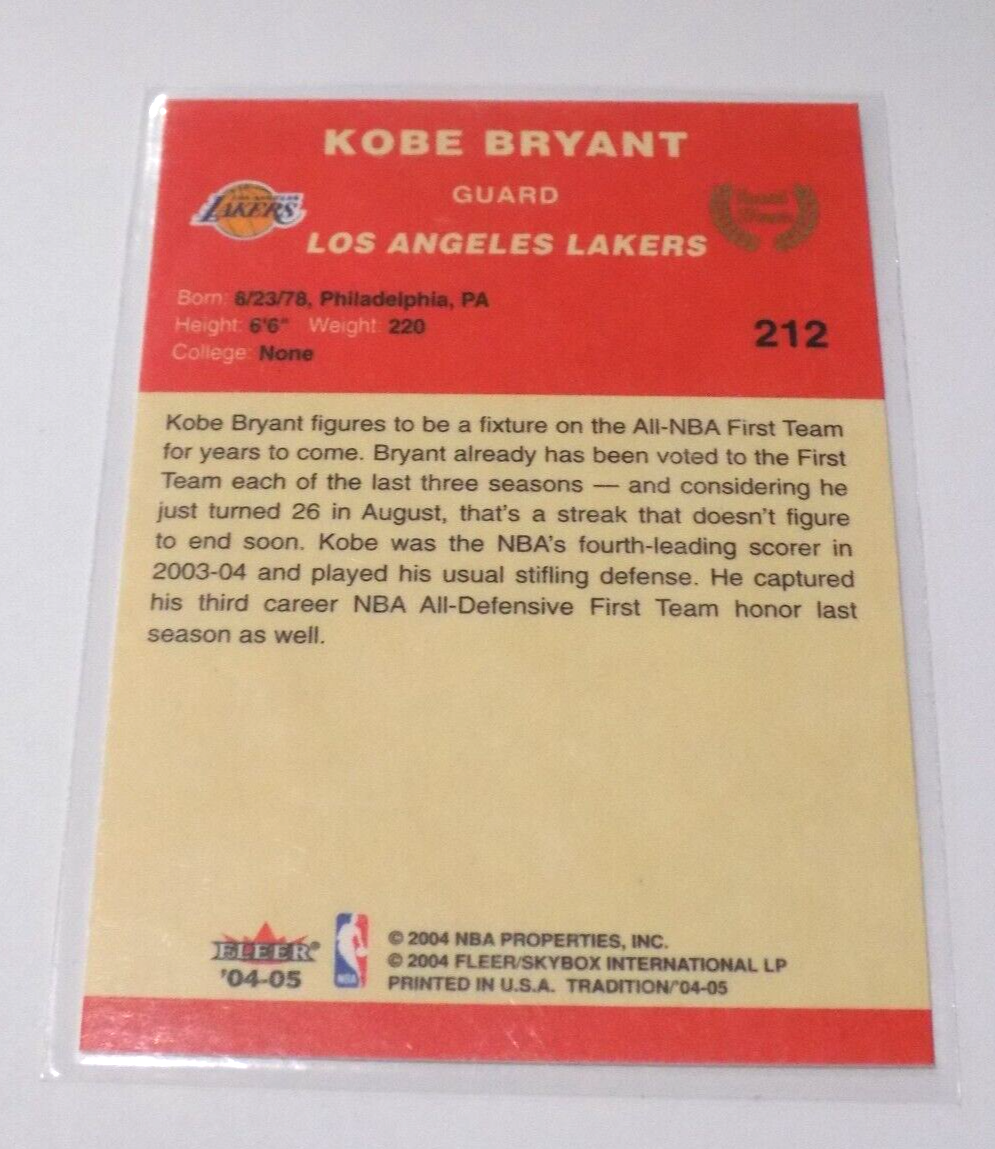 KOBE BRYANT
GUARD
LOS ANGELES
LAKERS
LOS ANGELES LAKERS
Born: 8/23/78, Philadelphia, PA
Height: 6'6" Weight: 220
College: None
212
Kobe Bryant figures to be a fixture on the All-NBA First Team
for years to come. Bryant already has been voted to the First
Team each of the last three seasons — and considering he
just turned 26 in August, that's a streak that doesn't figure
to end soon. Kobe was the NBA's fourth-leading scorer in
2003-04 and played his usual stifling defense. He captured
his third career NBA All-Defensive First Team honor last
season as well.
FLEER®
'04-05
NBA
© 2004 NBA PROPERTIES, INC.
© 2004 FLEER/SKYBOX INTERNATIONAL LP
PRINTED IN U.S.A. TRADITION/'04-05